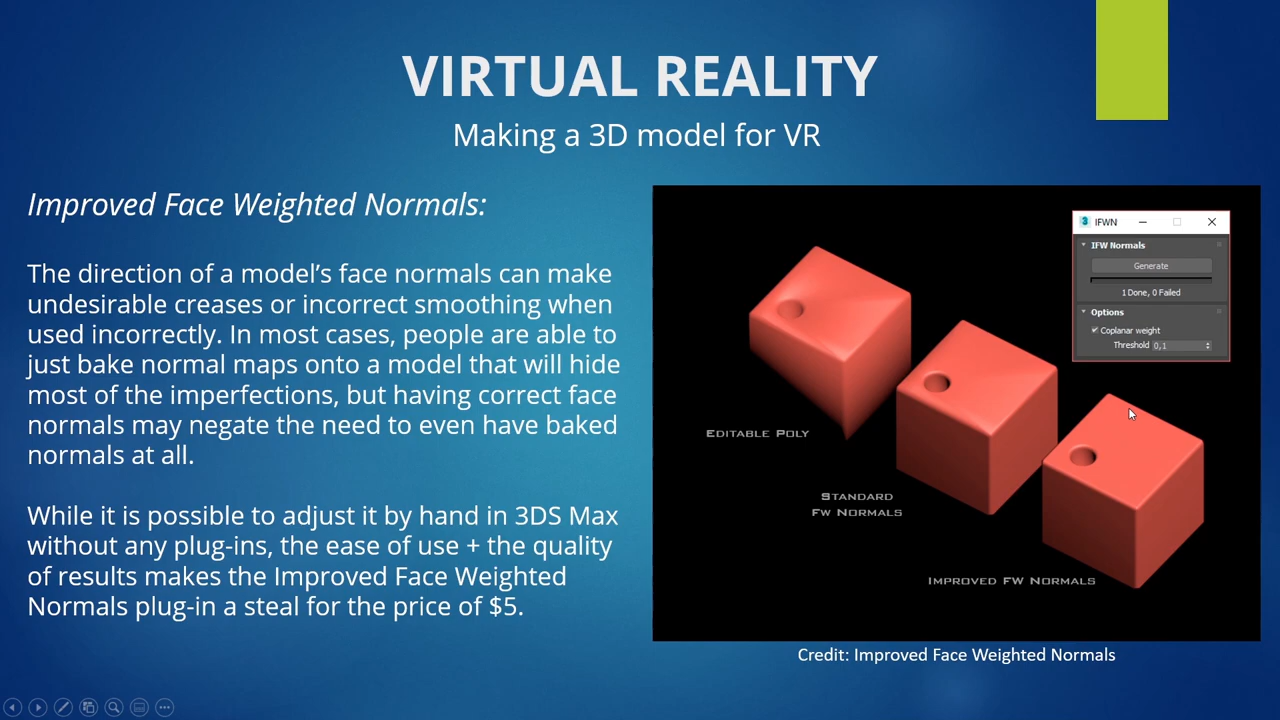 VIRTUAL REALITY
Making a 3D model for VR
Improved Face Weighted Normals:
The direction of a model’s face normals can make
undesirable creases or incorrect smoothing when
used incorrectly. In most cases, people are able to
just bake normal maps onto a model that will hide
most of the imperfections, but having correct face
normals may negate the need to even have baked
normals at all.
While it is possible to adjust it by hand in 3DS Max
without any plug-ins, the ease of use + the quality
of results makes the Improved Face Weighted
Normals plug-in a steal for the price of $5.
3 IFWN
IFW Normals
Generate
1 Done, 0 Failed
Options
Coplanar weight
Threshold 0,1
EDITABLE POLY
STANDARD
FW NORMALS
IMPROVED FW NORMALS
Credit: Improved Face Weighted Normals